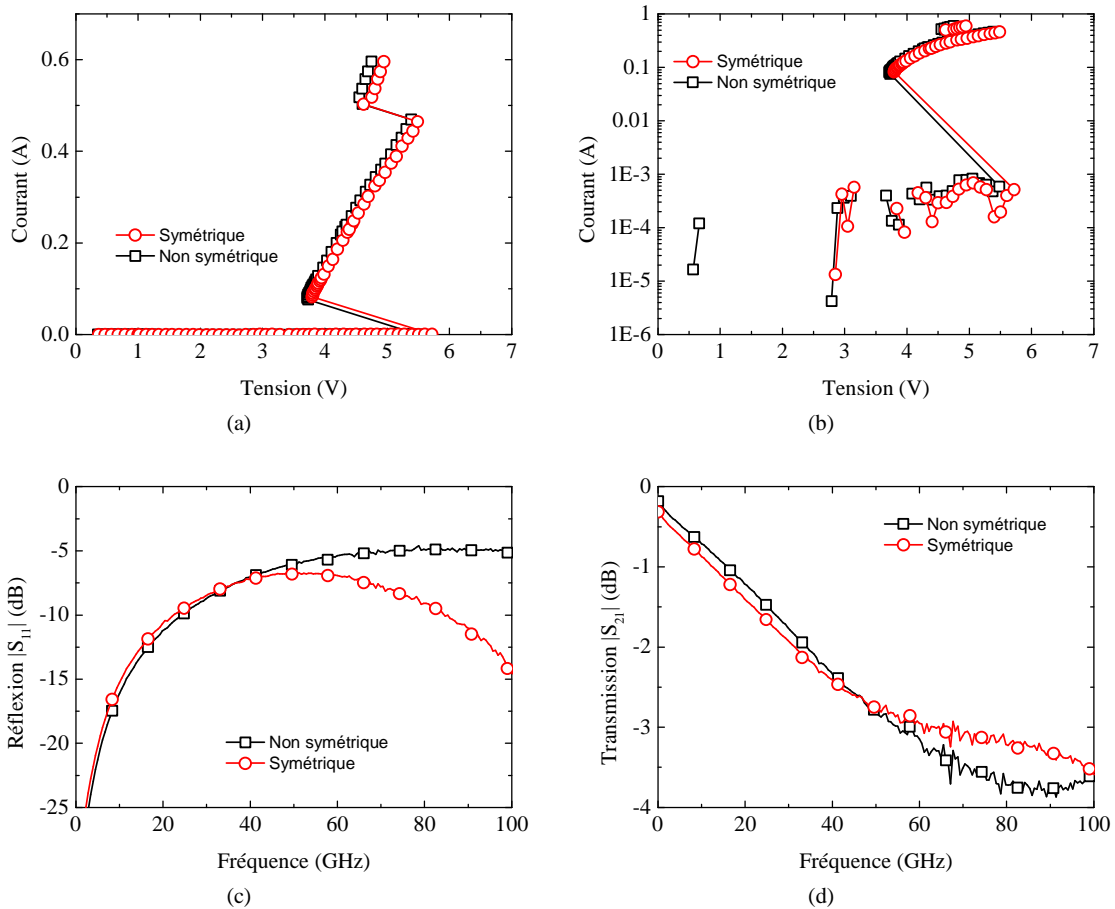 0.6
0.4
0.2
0.0
Courant (A)
Symétrique
Non symétrique
0 1 2 3 4 5 6 7
Tension (V)
(a)
1
0.1
0.01
1E-3
1E-4
1E-5
1E-6
Courant (A)
Symétrique
Non symétrique
0 1 2 3 4 5 6 7
Tension (V)
(b)
0
-5
-10
-15
-20
-25
Réflexion |S11| (dB)
Non symétrique
Symétrique
0 20 40 60 80 100
Fréquence (GHz)
(c)
0
-1
-2
-3
-4
Transmission |S21| (dB)
Non symétrique
Symétrique
0 20 40 60 80 100
Fréquence (GHz)
(d)